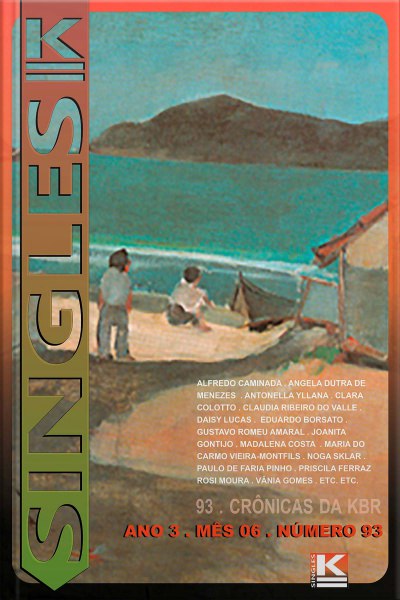 SINGLES K
ALFREDO CAMINADA . ANGELA DUTRA DE
MENEZES . ANTONELLA YLLANA . CLARA
COLOTTO . CLAUDIA RIBEIRO DO VALLE .
DAISY LUCAS . EDUARDO BORSATO .
GUSTAVO ROMEU AMARAL . JOANITA
GONTIJO . MADALENA COSTA . MARIA DO
CARMO VIEIRA-MONTFILS . NOGA SKLAR .
PAULO DE FARIA PINHO . PRISCILA FERRAZ
ROSI MOURA . VÂNIA GOMES . ETC. ETC.
93 . CRÔNICAS DA KBR
ANO 3 . MÊS 06 . NÚMERO 93
SINGLES K